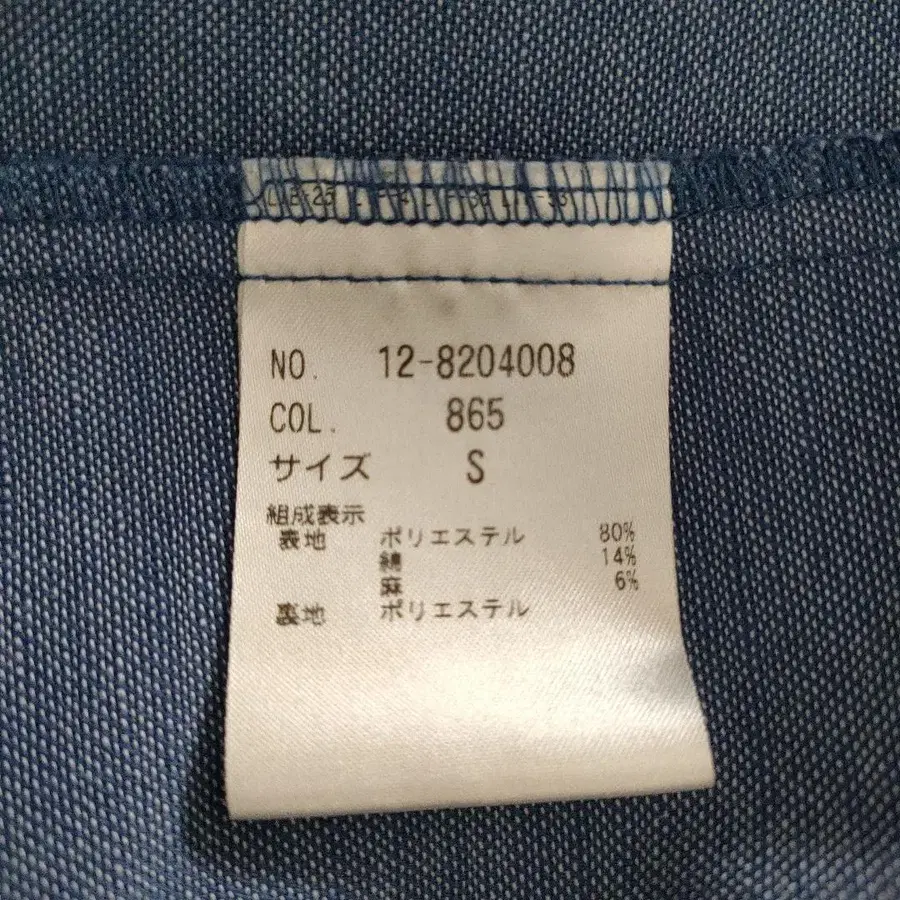 NO. 12-8204008
COL. 865
サイズ S
組成表示
表地 ポリエステル 80%
綿 14%
麻 6%
裏地 ポリエステル